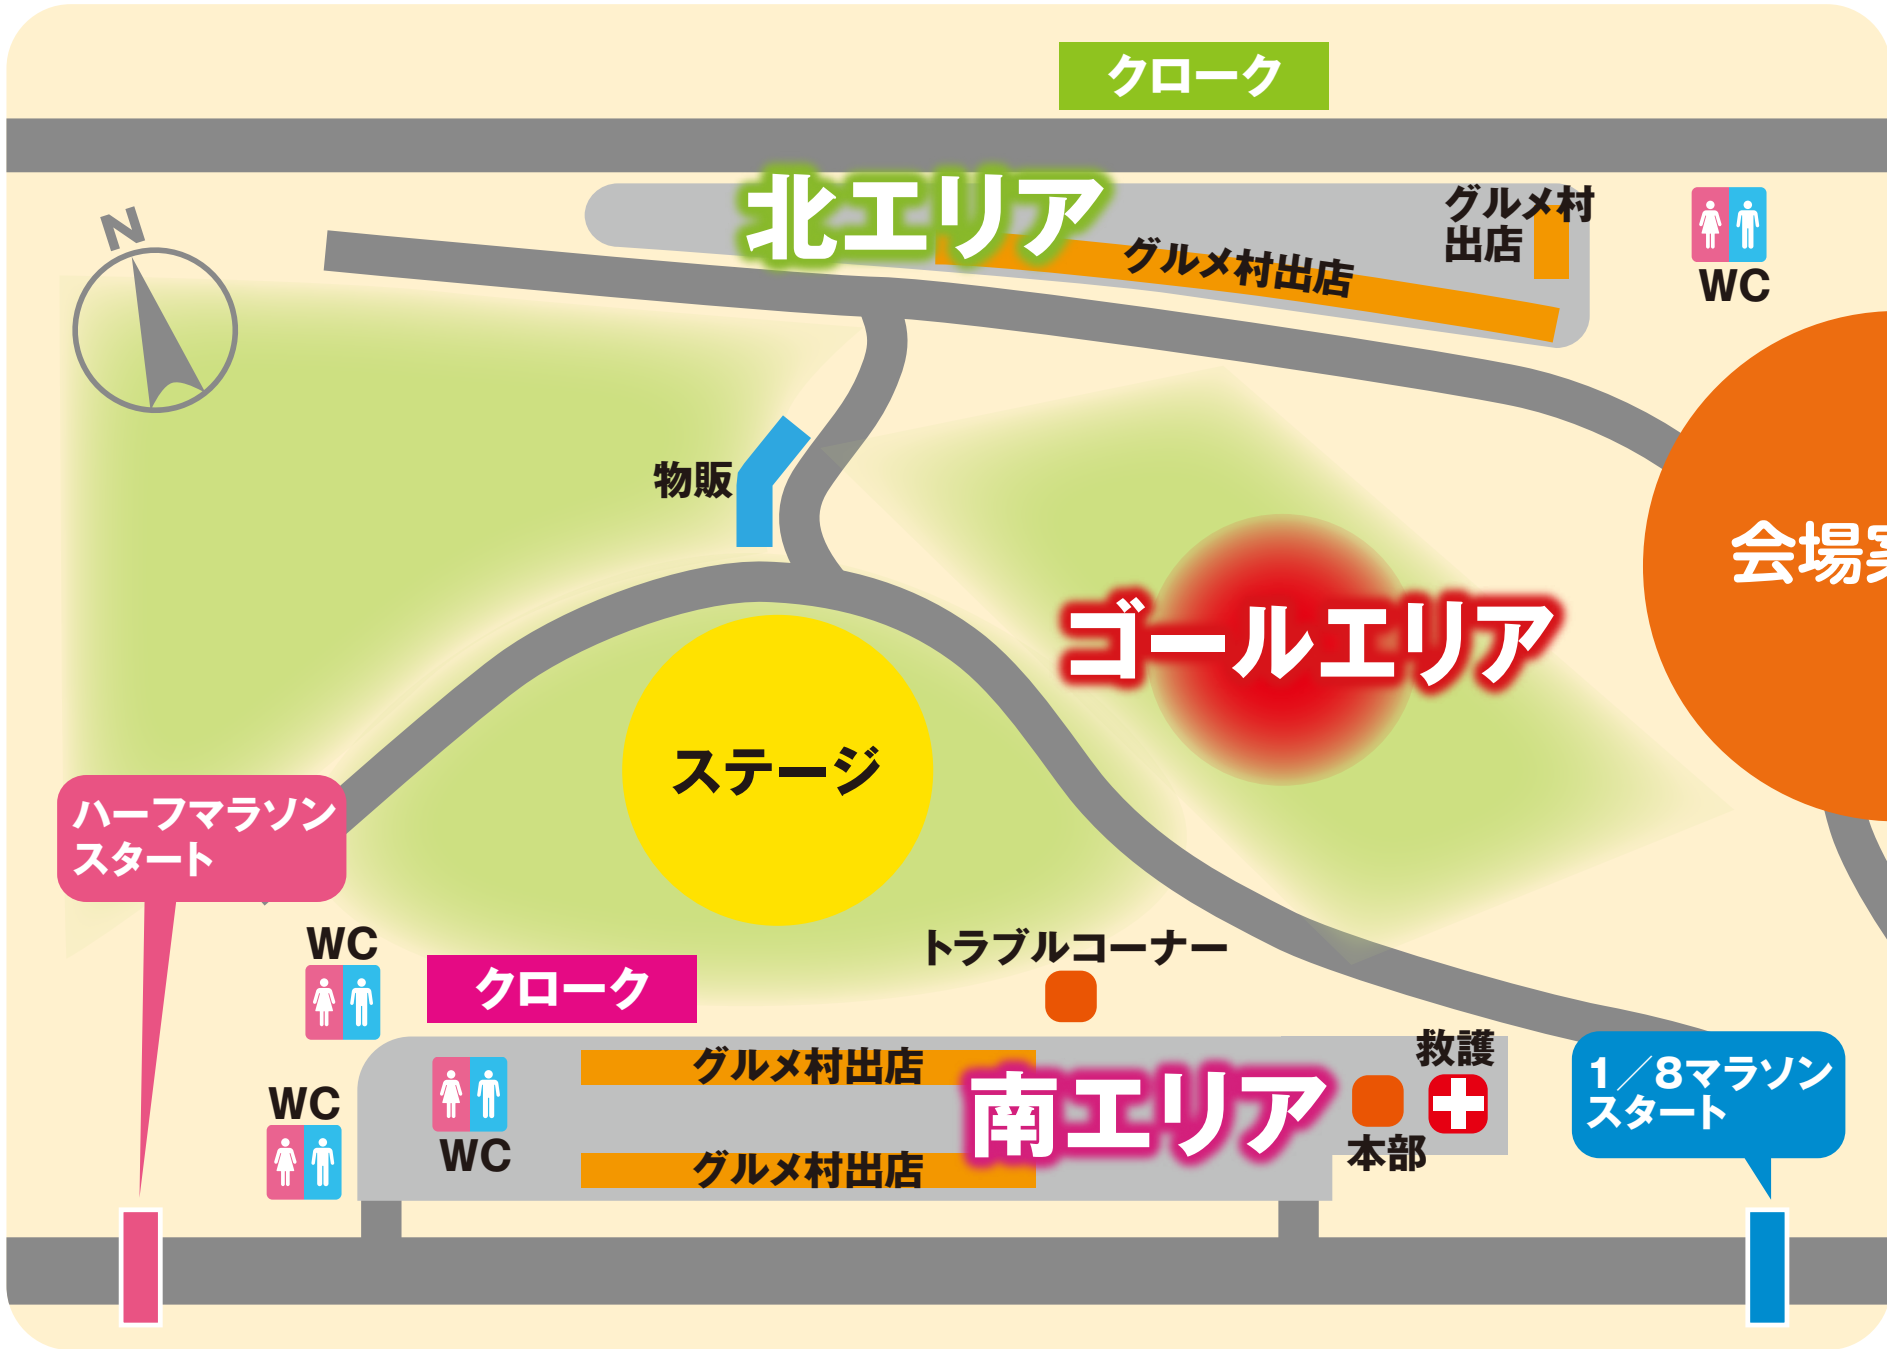 クローク
北エリア
グルメ村
出店
グルメ村出店
WC
N
物販
会場
ゴールエリア
ステージ
ハーフマラソン
スタート
WC
クローク
トラブルコーナー
グルメ村出店
救護
WC
WC
南エリア
本部
グルメ村出店
1／8マラソン
スタート